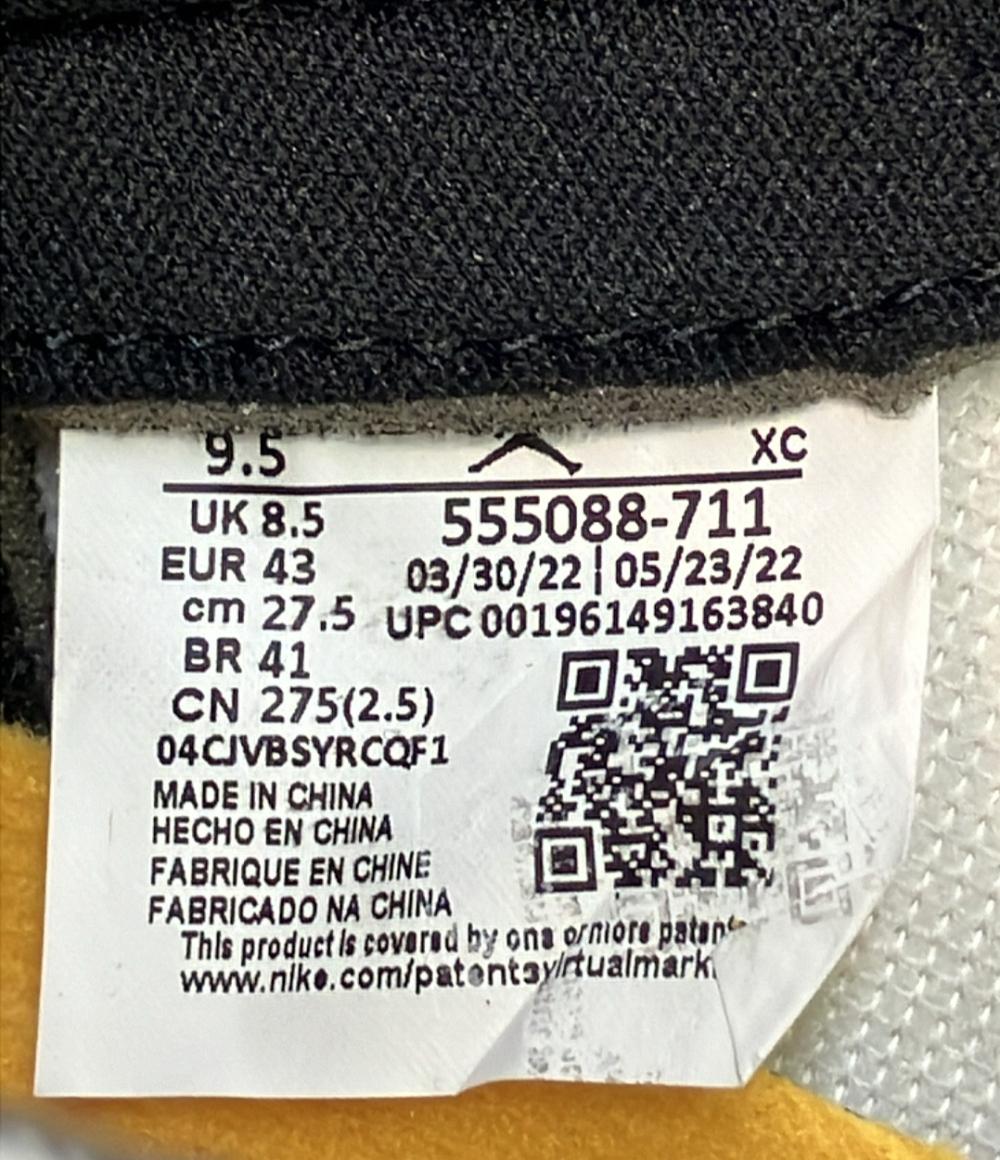 9.5 XC
UK 8.5 555088-711
EUR 43 03/30/22 | 05/23/22
cm 27.5 UPC 00196149163840
BR 41
CN 275(2.5)
04CJVBSYRCQF1
MADE IN CHINA
HECHO EN CHINA
FABRIQUE EN CHINE
FABRICADO NA CHINA
This product is covered by one or more
www.nike.com/patentsvirtualmark